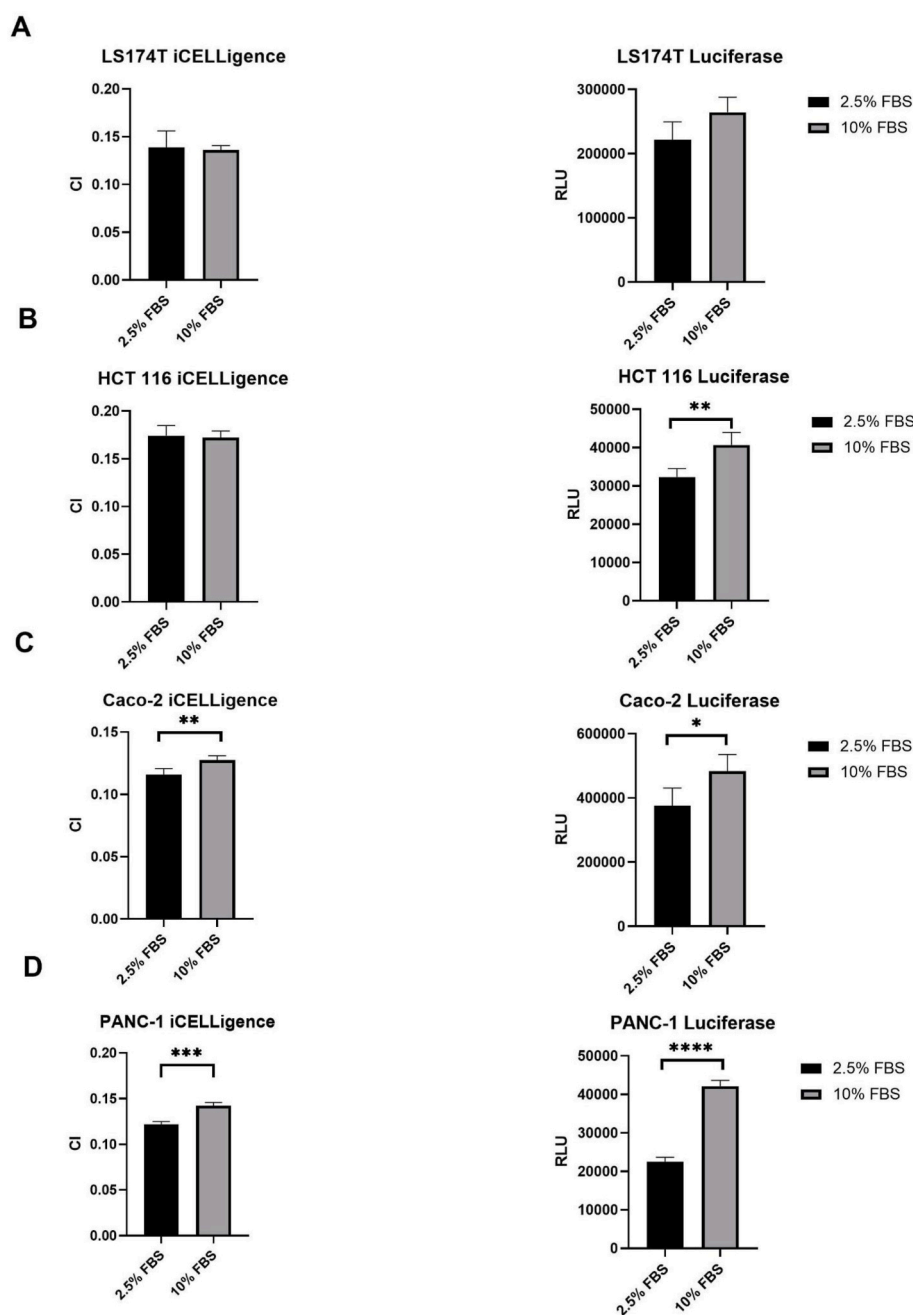 A
LS174T iCELLigence
0.20
0.15
0.10
0.05
0.00
CI
2.5% FBS
10% FBS
LS174T Luciferase
300000
200000
100000
0
RLU
2.5% FBS
10% FBS
2.5% FBS
10% FBS
B
HCT 116 iCELLigence
0.20
0.15
0.10
0.05
0.00
CI
2.5% FBS
10% FBS
HCT 116 Luciferase
**
50000
40000
30000
20000
10000
0
RLU
2.5% FBS
10% FBS
2.5% FBS
10% FBS
C
Caco-2 iCELLigence
**
0.15
0.10
0.05
0.00
CI
2.5% FBS
10% FBS
Caco-2 Luciferase
*
600000
400000
200000
0
RLU
2.5% FBS
10% FBS
2.5% FBS
10% FBS
D
PANC-1 iCELLigence
***
0.20
0.15
0.10
0.05
0.00
CI
2.5% FBS
10% FBS
PANC-1 Luciferase
****
50000
40000
30000
20000
10000
0
RLU
2.5% FBS
10% FBS
2.5% FBS
10% FBS